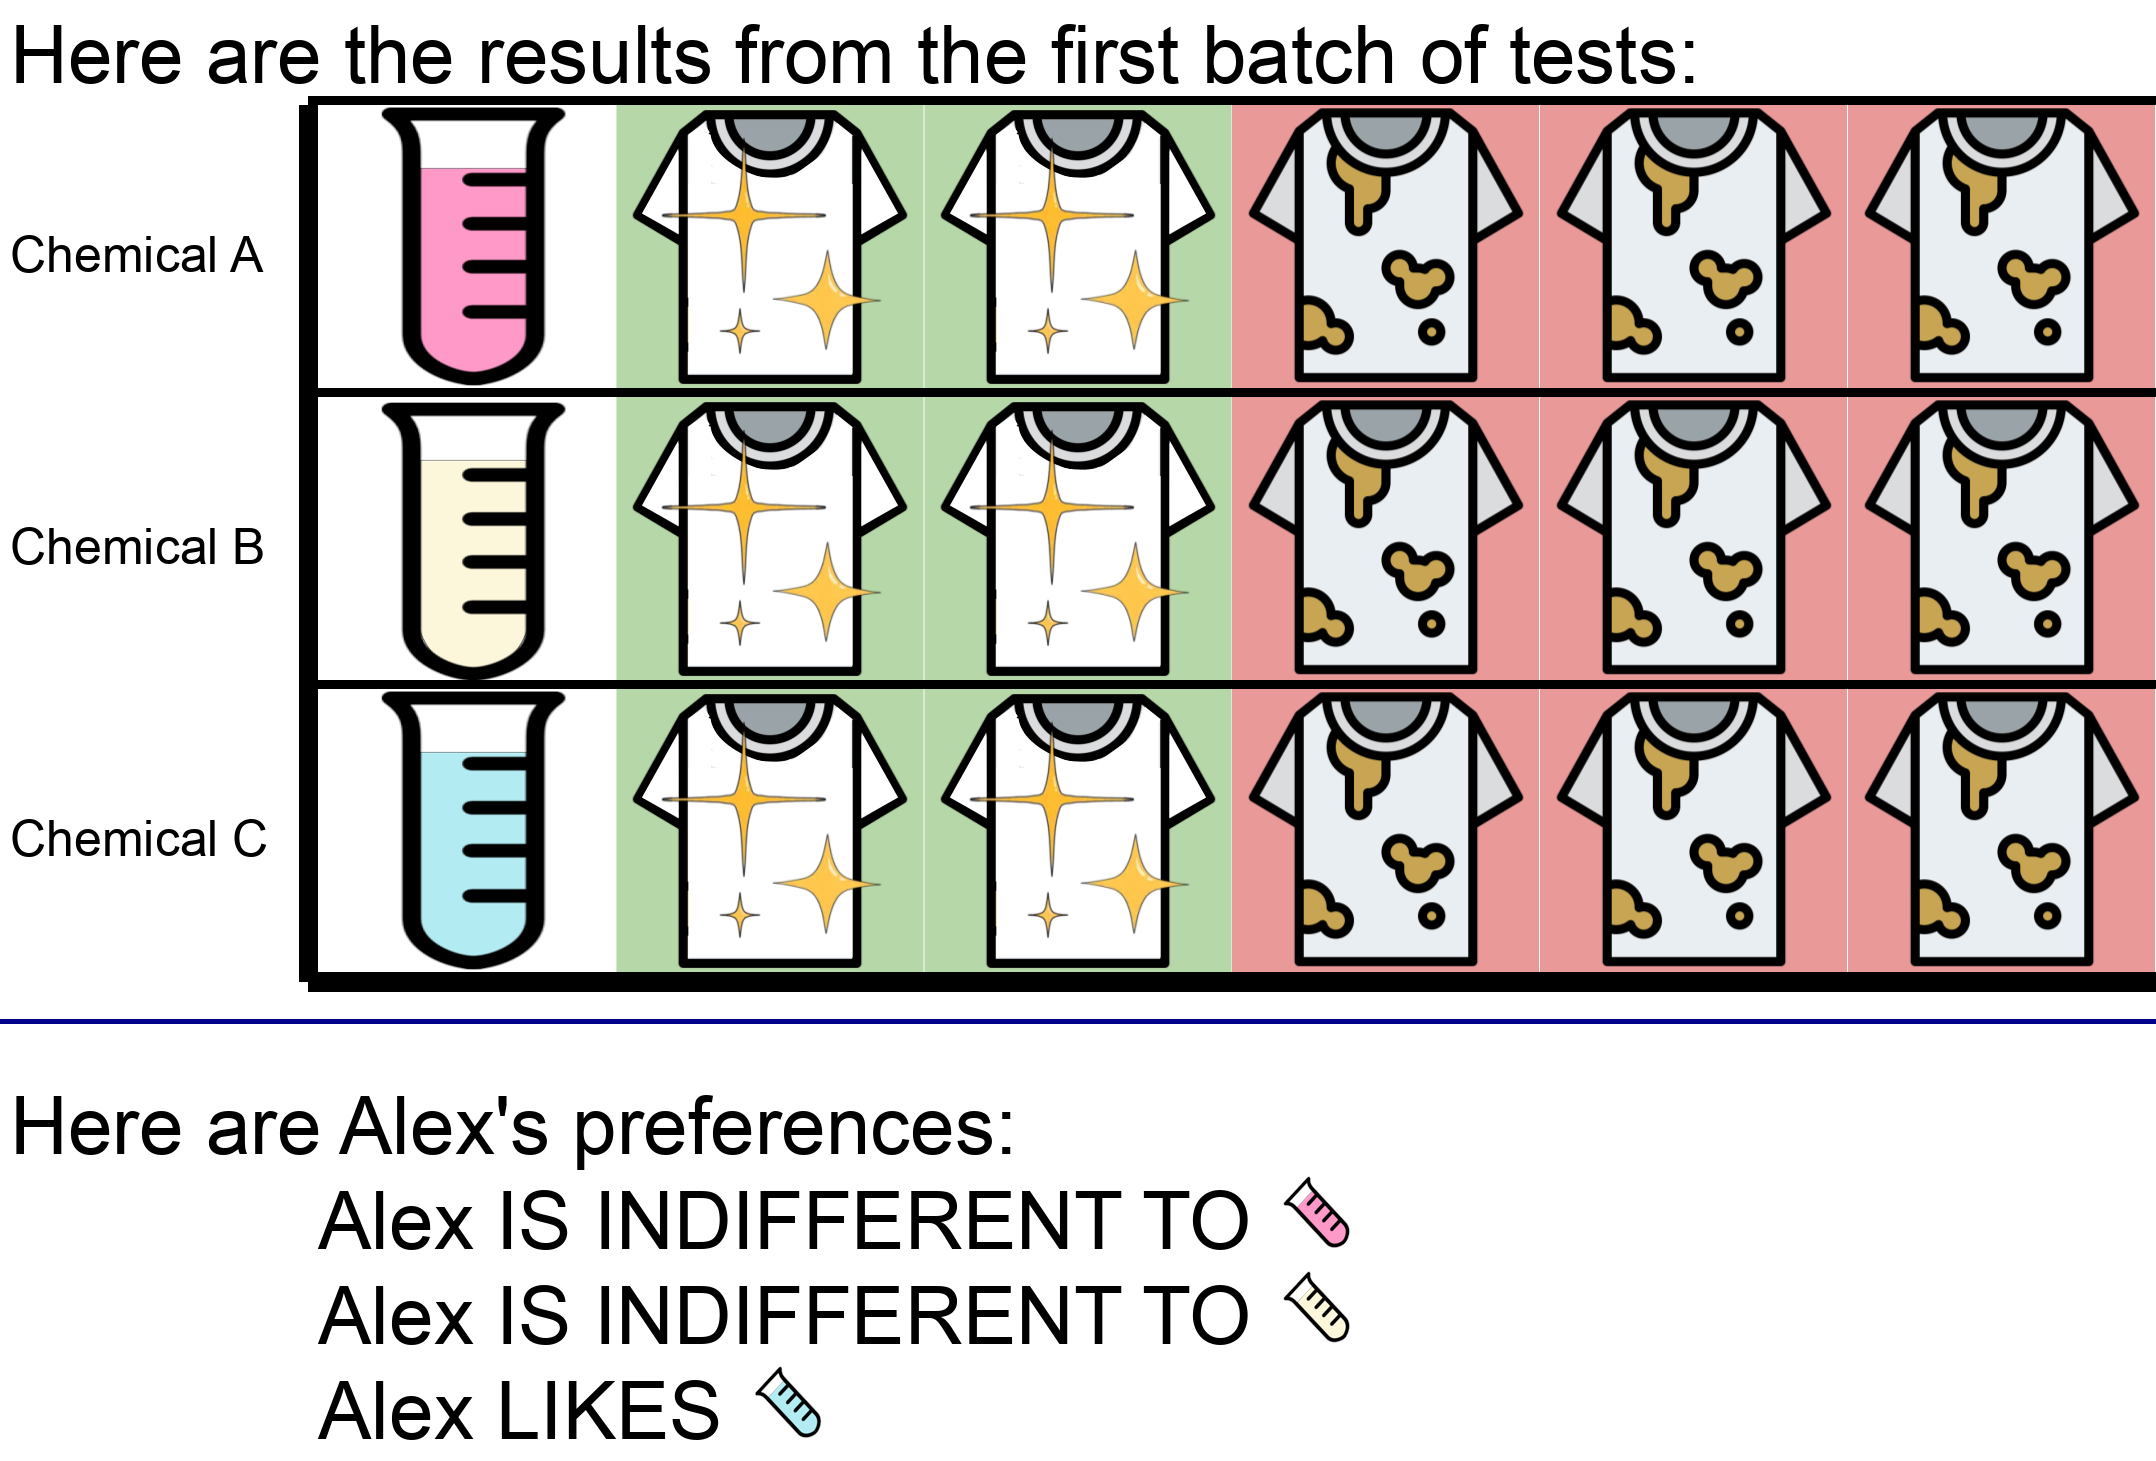 Here are the results from the first batch of tests:
Chemical A
Chemical B
Chemical C
Here are Alex's preferences:
Alex IS INDIFFERENT TO
Alex IS INDIFFERENT TO
Alex LIKES